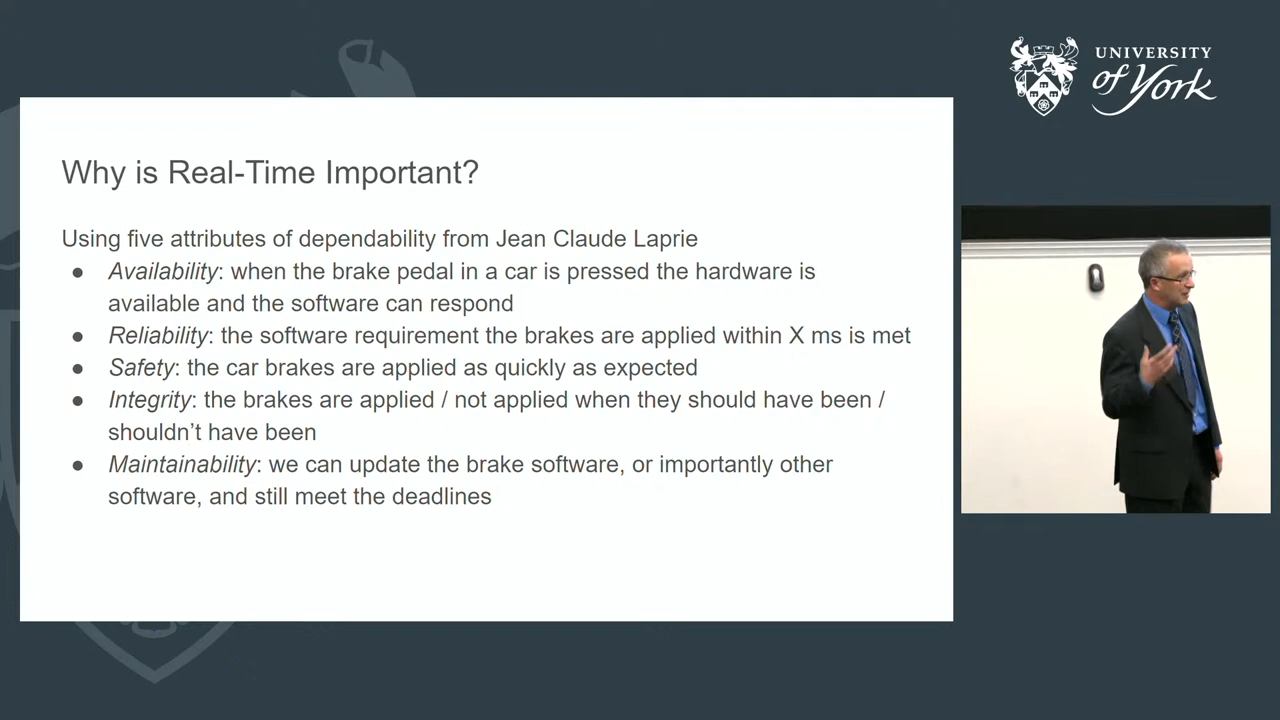 UNIVERSITY
of York
Why is Real-Time Important?
Using five attributes of dependability from Jean Claude Laprie
● Availability: when the brake pedal in a car is pressed the hardware is
available and the software can respond
● Reliability: the software requirement the brakes are applied within X ms is met
● Safety: the car brakes are applied as quickly as expected
● Integrity: the brakes are applied / not applied when they should have been /
shouldn’t have been
● Maintainability: we can update the brake software, or importantly other
software, and still meet the deadlines